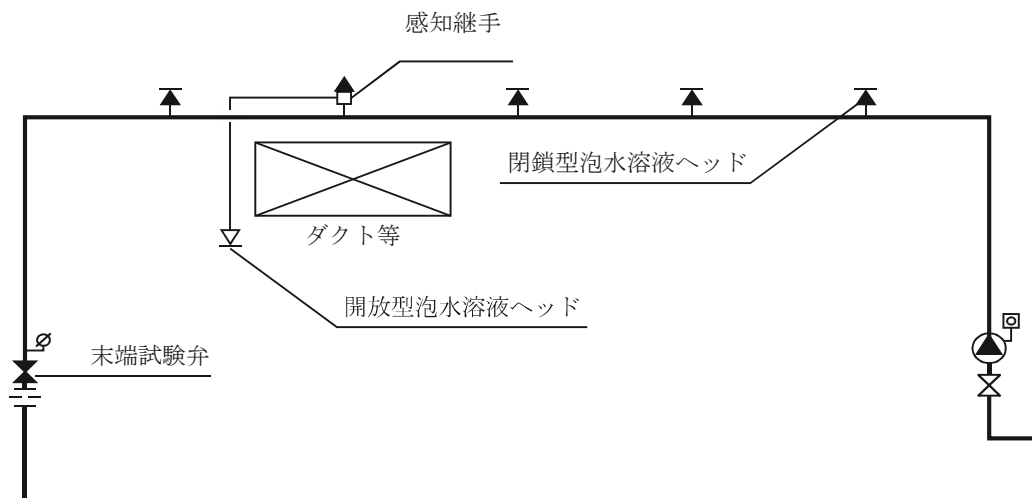 感知継手
閉鎖型泡水溶液ヘッド
ダクト等
開放型泡水溶液ヘッド
末端試験弁